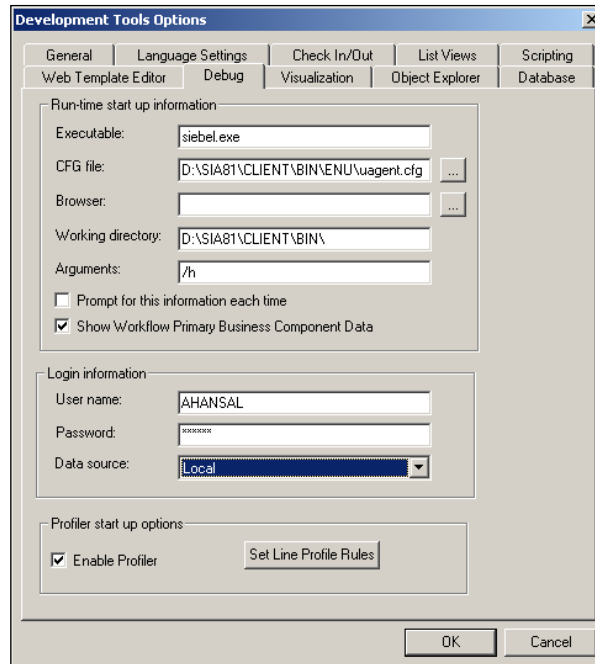 Development Tools Options
General Language Settings Check In/Out List Views Scripting
Web Template Editor Debug Visualization Object Explorer Database
Run-time start up information
Executable: siebel.exe
CFG file: D:\SIA81\CLIENT\BIN\ENU\uagent.cfg ...
Browser: ...
Working directory: D:\SIA81\CLIENT\BIN\
Arguments: /h
Prompt for this information each time
Show Workflow Primary Business Component Data
Login information
User name: AHANSAL
Password: ******
Data source: Local
Profiler start up options
Enable Profiler Set Line Profile Rules
OK Cancel